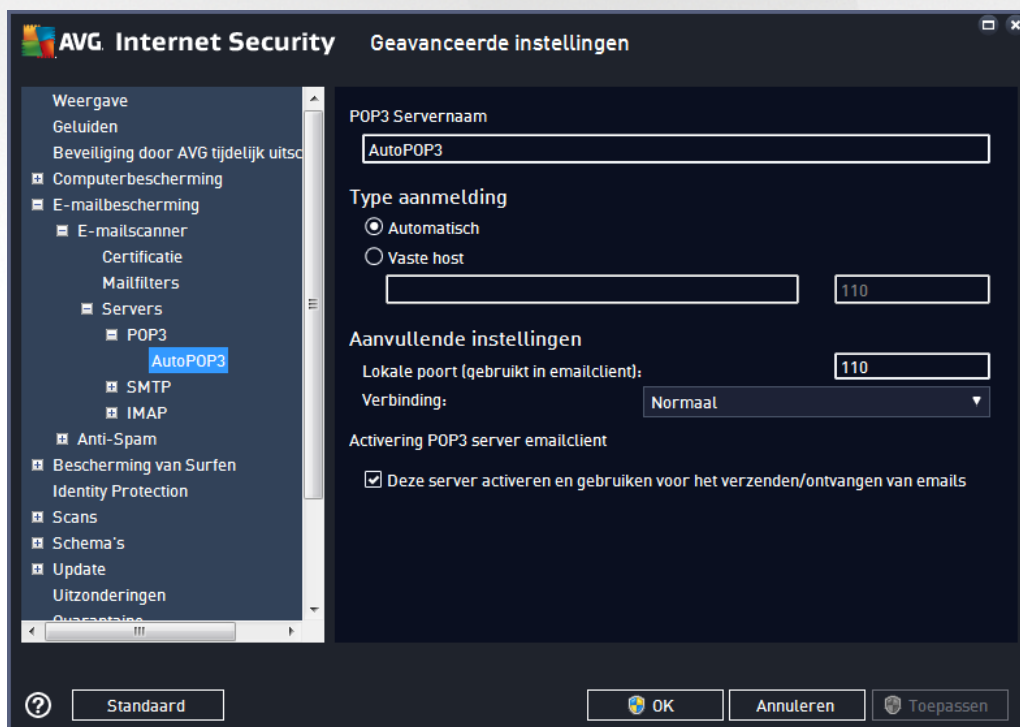 AVG. Internet Security
Geavanceerde instellingen
Weergave
Geluiden
Beveiliging door AVG tijdelijk uitsc
Computerbescherming
E-mailbescherming
E-mailscanner
Certificatie
Mailfilters
Servers
POP3
AutoPOP3
SMTP
IMAP
Anti-Spam
Bescherming van Surfen
Identity Protection
Scans
Schema's
Update
Uitzonderingen
Quarantaine
POP3 Servernaam
AutoPOP3
Type aanmelding
Automatisch
Vaste host
110
Aanvullende instellingen
Lokale poort (gebruikt in emailclient):
110
Verbinding:
Normaal
Activering POP3 server emailclient
Deze server activeren en gebruiken voor het verzenden/ontvangen van emails
Standaard
OK
Annuleren
Toepassen